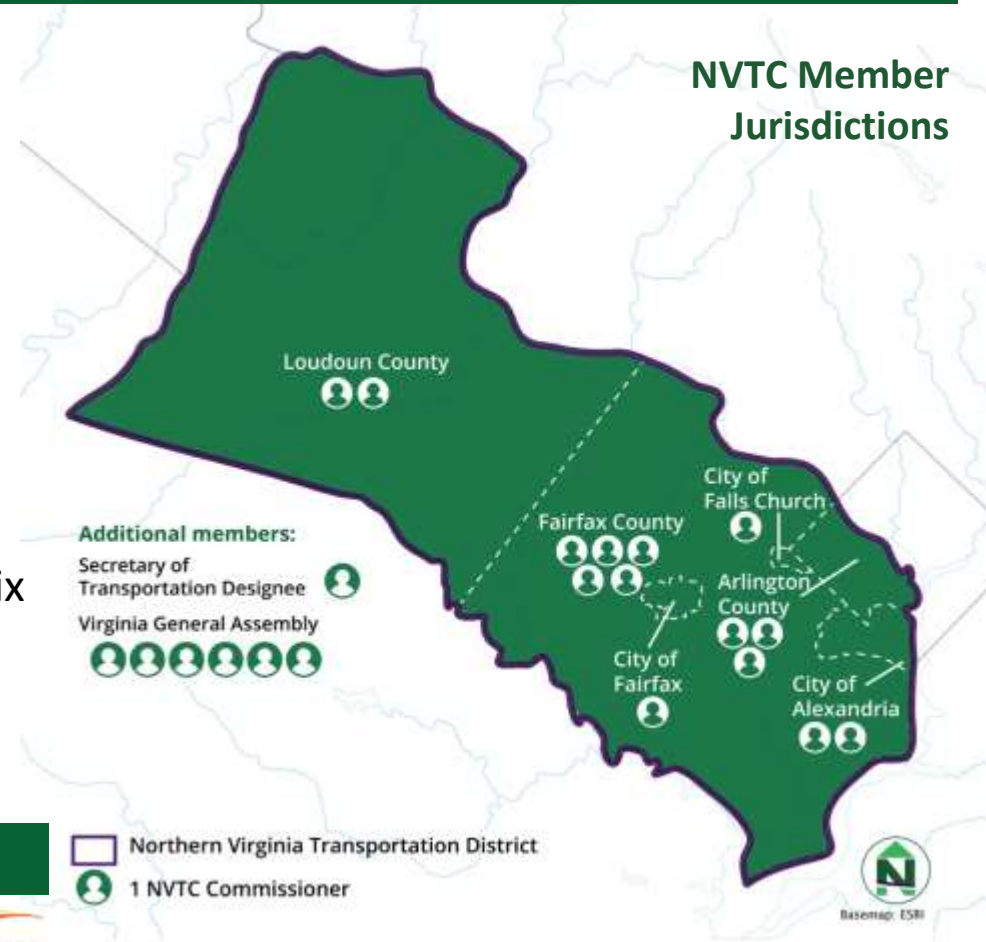 NVTC Member
Jurisdictions
Loudoun County
City of
Falls Church
Fairfax County
Arlington
County
City of
Fairfax
City of
Alexandria
Additional members:
Secretary of
Transportation Designee
Virginia General Assembly
ix
Northern Virginia Transportation District
1 NVTC Commissioner
N
Basemap: ESRI